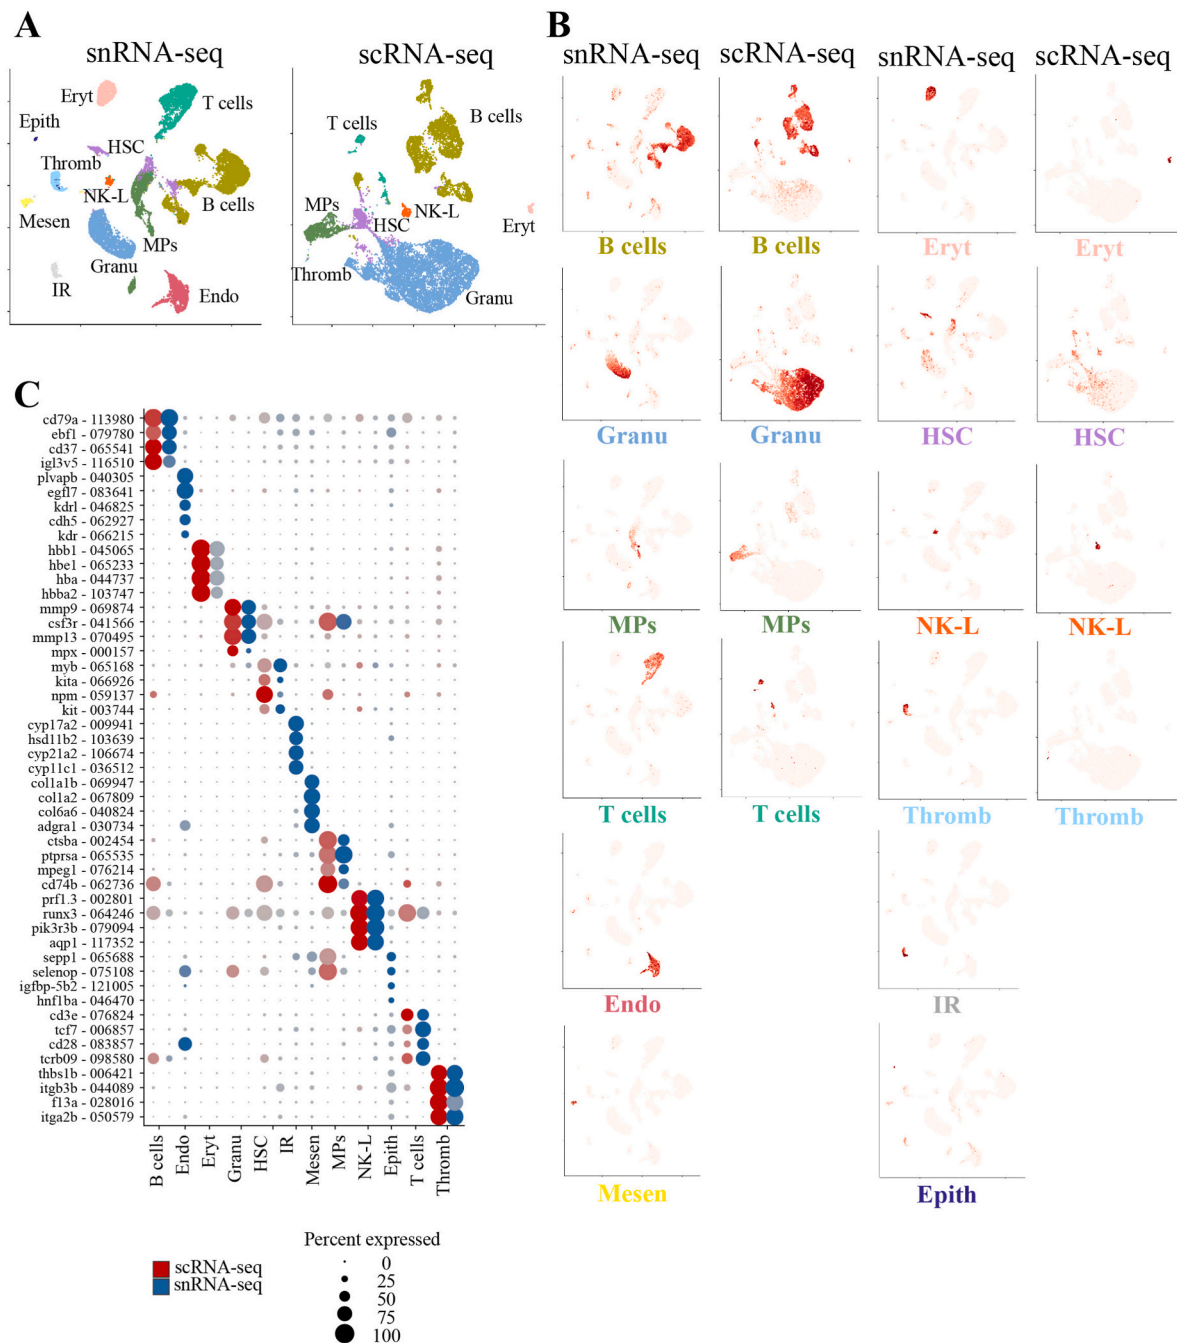 A
snRNA-seq
scRNA-seq
Eryt
T cells
Epith
HSC
Thromb
NK-L
B cells
Mesen
MPs
Granu
IR
Endo
B cells
T cells
MPs
NK-L
HSC
Eryt
Thromb
Granu
B
snRNA-seq
scRNA-seq
snRNA-seq
scRNA-seq
B cells
B cells
Eryt
Eryt
Granu
Granu
HSC
HSC
MPs
MPs
NK-L
NK-L
T cells
T cells
Thromb
Thromb
Endo
IR
Mesen
Epith
C
cd79a - 113980
ebf1 - 079780
cd37 - 065541
igl3v5 - 116510
plvapb - 040305
egfl7 - 083641
kdrl - 046825
cdh5 - 062927
kdr - 066215
hbb1 - 045065
hbe1 - 065233
hba - 044737
hbba2 - 103747
mmp9 - 069874
csf3r - 041566
mmp13 - 070495
mpx - 000157
myb - 065168
kita - 066926
npm - 059137
kit - 003744
cyp17a2 - 009941
hsd11b2 - 103639
cyp21a2 - 106674
cyp11c1 - 036512
col1a1b - 069947
col1a2 - 067809
col6a6 - 040824
adgra1 - 030734
ctsba - 002454
ptprsa - 065535
mpeg1 - 076214
cd74b - 062736
prf1.3 - 002801
runx3 - 064246
pik3r3b - 079094
aqp1 - 117352
sepp1 - 065688
selenop - 075108
igfbp-5b2 - 121005
hnf1ba - 046470
cd3e - 076824
tcf7 - 006857
cd28 - 083857
tcrb09 - 098580
thbs1b - 006421
itgb3b - 044089
f13a - 028016
itga2b - 050579
B cells
Endo
Eryt
Granu
HSC
IR
Mesen
MPs
NK-L
Epith
T cells
Thromb
scRNA-seq
snRNA-seq
Percent expressed
0
25
50
75
100